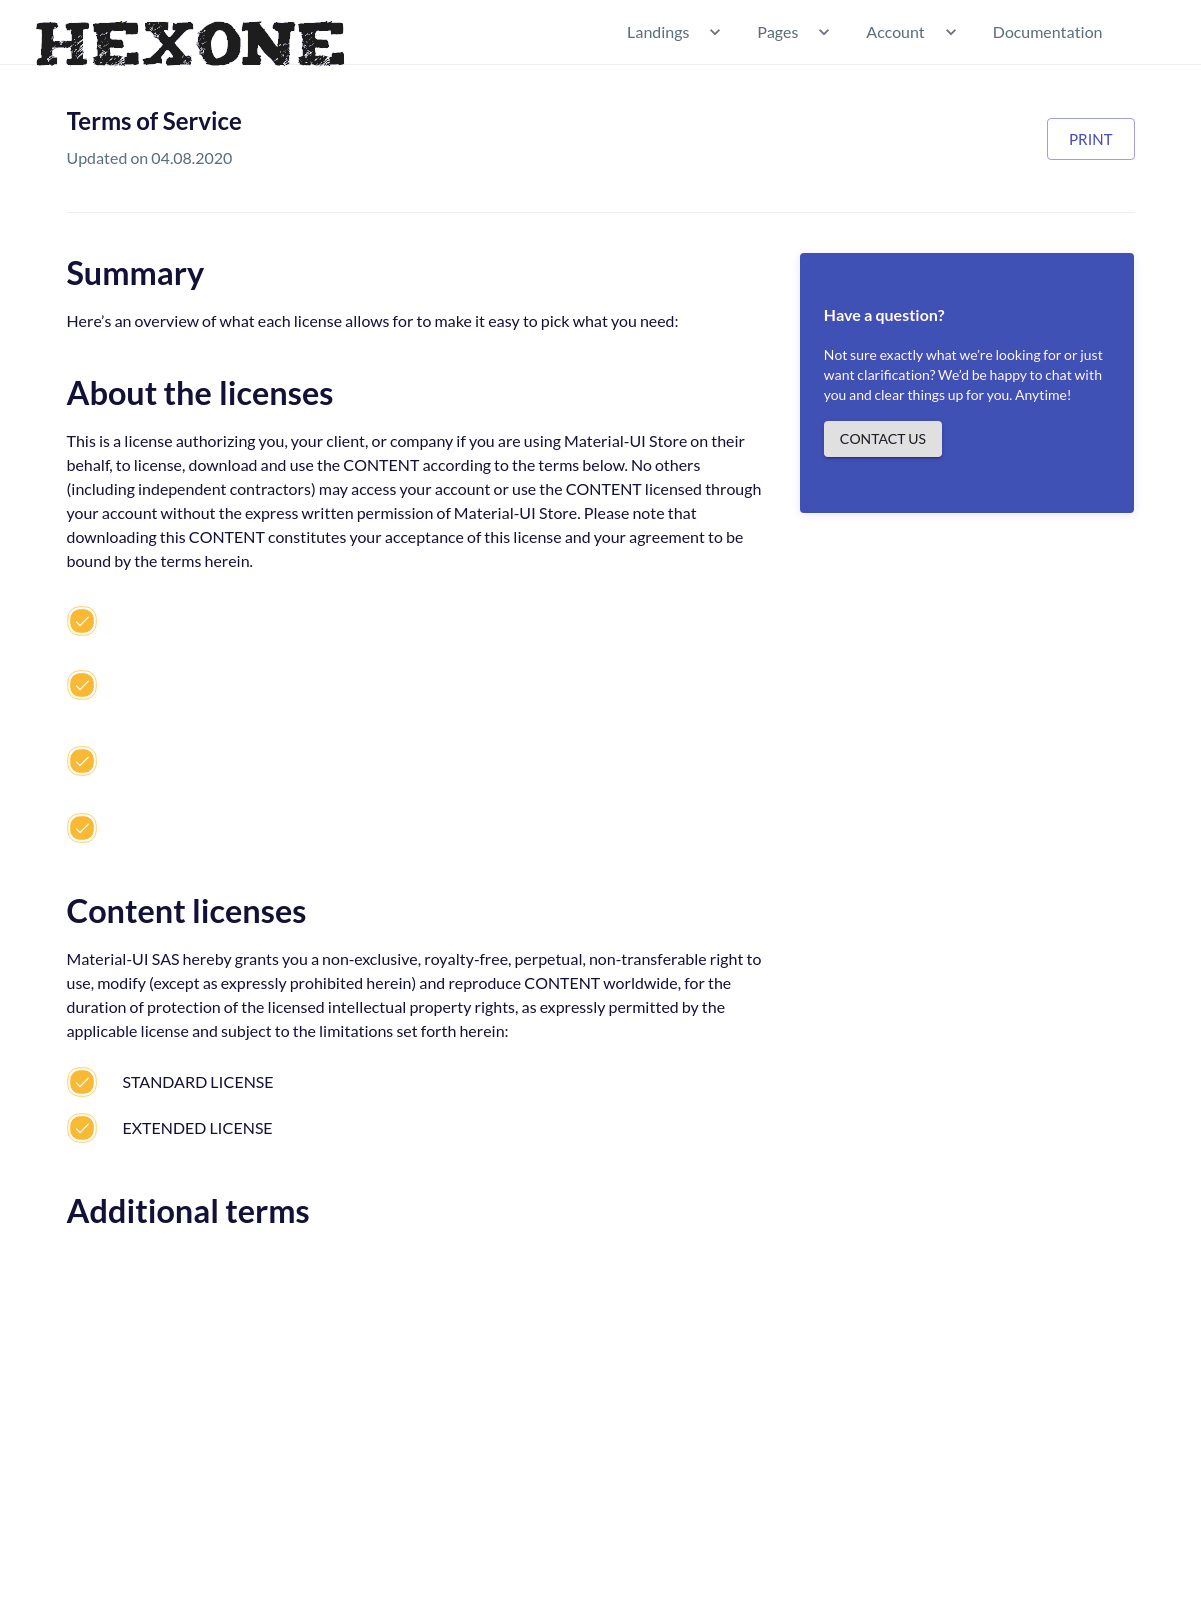 HEXONE
Landings
Pages
Account
Documentation
Terms of Service
Updated on 04.08.2020
PRINT
Summary
Here’s an overview of what each license allows for to make it easy to pick what you need:
About the licenses
This is a license authorizing you, your client, or company if you are using Material-UI Store on their
behalf, to license, download and use the CONTENT according to the terms below. No others
(including independent contractors) may access your account or use the CONTENT licensed through
your account without the express written permission of Material-UI Store. Please note that
downloading this CONTENT constitutes your acceptance of this license and your agreement to be
bound by the terms herein.
Content licenses
Material-UI SAS hereby grants you a non-exclusive, royalty-free, perpetual, non-transferable right to
use, modify (except as expressly prohibited herein) and reproduce CONTENT worldwide, for the
duration of protection of the licensed intellectual property rights, as expressly permitted by the
applicable license and subject to the limitations set forth herein:
STANDARD LICENSE
EXTENDED LICENSE
Additional terms
Have a question?
Not sure exactly what we’re looking for or just
want clarification? We’d be happy to chat with
you and clear things up for you. Anytime!
CONTACT US